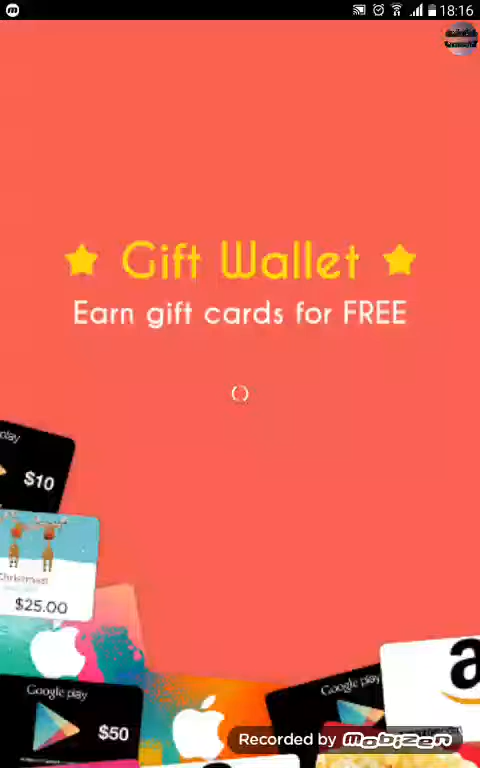 18:16
Gift Wallet
Earn gift cards for FREE
play
$10
Christmas!
$25.00
Google play
$50
Google play
a
Recorded by mobizen